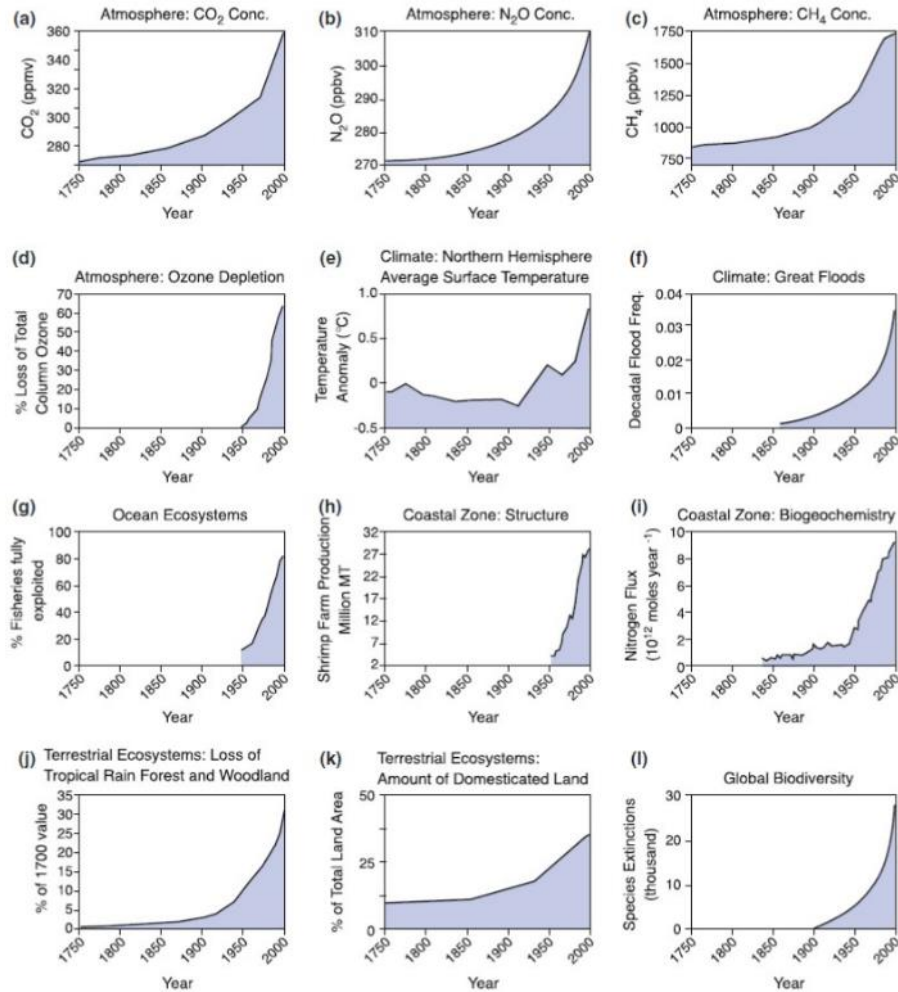 (a) Atmosphere: CO₂ Conc.
CO₂ (ppmv)
360
340
320
300
280
1750
1800
1850
1900
1950
2000
Year
(b) Atmosphere: N₂O Conc.
N₂O (ppbv)
310
300
290
280
270
1750
1800
1850
1900
1950
2000
Year
(c) Atmosphere: CH₄ Conc.
CH₄ (ppbv)
1750
1500
1250
1000
750
1750
1800
1850
1900
1950
2000
Year
(d)
Atmosphere: Ozone Depletion
% Loss of Total
Column Ozone
70
60
50
40
30
20
10
0
1750
1800
1850
1900
1950
2000
Year
(e) Climate: Northern Hemisphere
Average Surface Temperature
Temperature
Anomaly (°C)
1.0
0.5
0
-0.5
1750
1800
1850
1900
1950
2000
Year
(f)
Climate: Great Floods
Decadal Flood Freq.
0.04
0.03
0.02
0.01
0
1750
1800
1850
1900
1950
2000
Year
(g)
Ocean Ecosystems
% Fisheries fully
exploited
100
80
60
40
20
0
1750
1800
1850
1900
1950
2000
Year
(h)
Coastal Zone: Structure
Shrimp Farm Production
Million MT
32
27
22
17
12
7
2
1750
1800
1850
1900
1950
2000
Year
(i)
Coastal Zone: Biogeochemistry
Nitrogen Flux
(10¹² moles year ⁻¹)
10
8
6
4
2
0
1750
1800
1850
1900
1950
2000
Year
(j) Terrestrial Ecosystems: Loss of
Tropical Rain Forest and Woodland
% of 1700 value
35
30
25
20
15
10
5
0
1750
1800
1850
1900
1950
2000
Year
(k) Terrestrial Ecosystems:
Amount of Domesticated Land
% of Total Land Area
50
25
0
1750
1800
1850
1900
1950
2000
Year
(l)
Global Biodiversity
Species Extinctions
(thousand)
30
20
10
0
1750
1800
1850
1900
1950
2000
Year